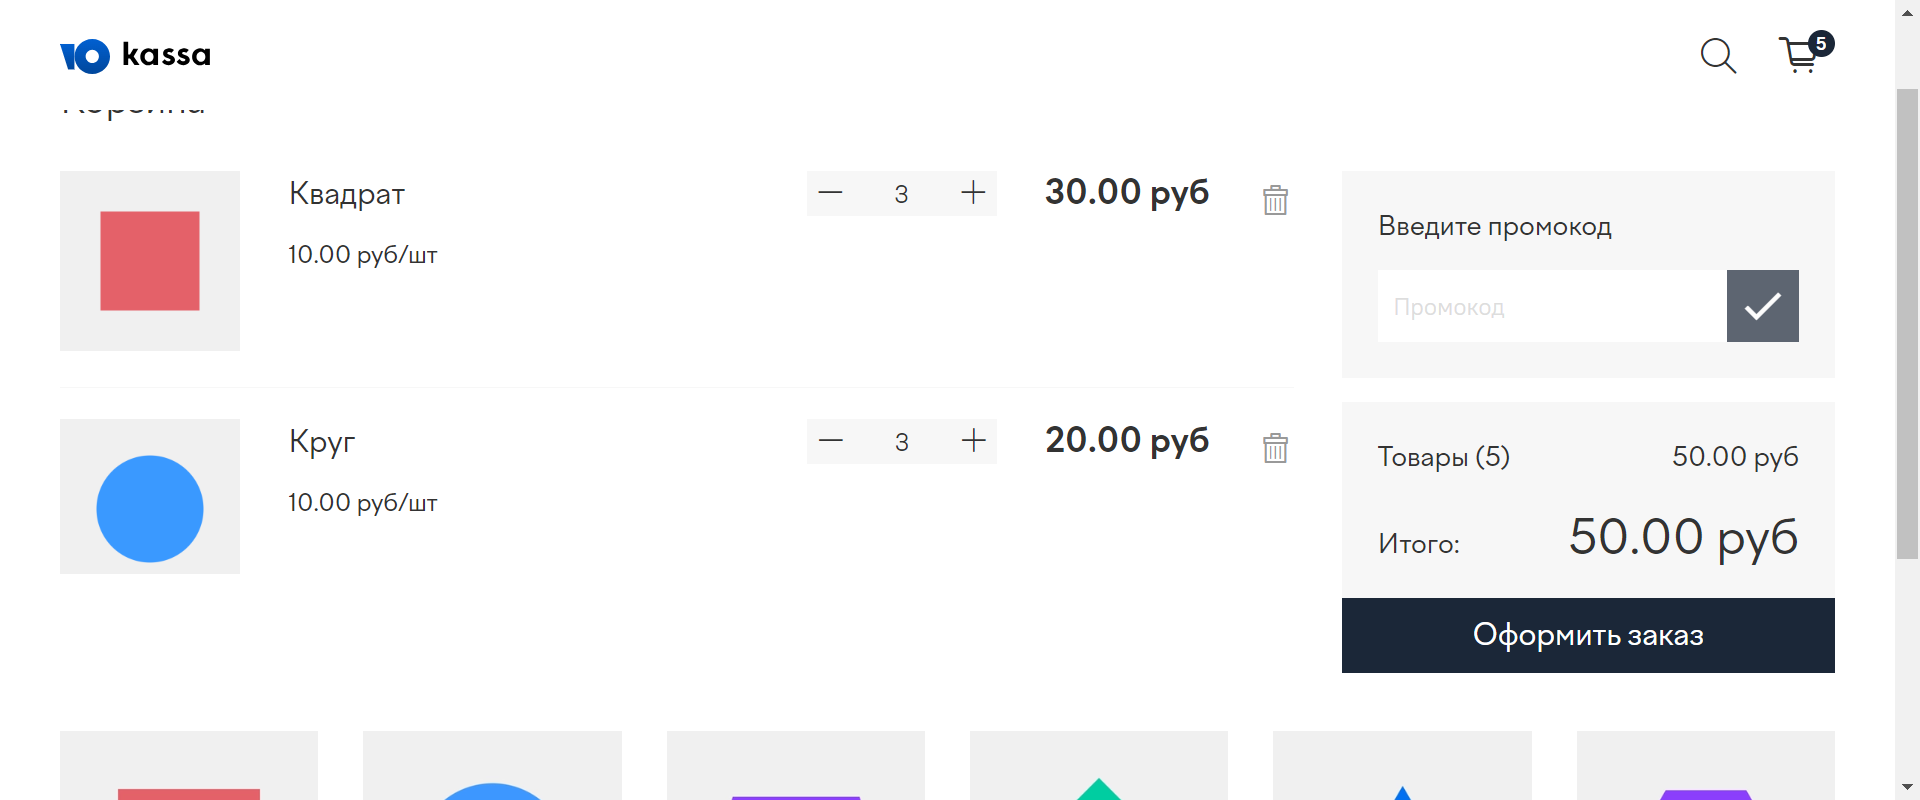 Ю kassa
5
Корзина
Квадрат
3
30.00 руб
10.00 руб/шт
Круг
3
20.00 руб
10.00 руб/шт
Введите промокод
Промокод
Товары (5) 50.00 руб
Итого: 50.00 руб
Оформить заказ